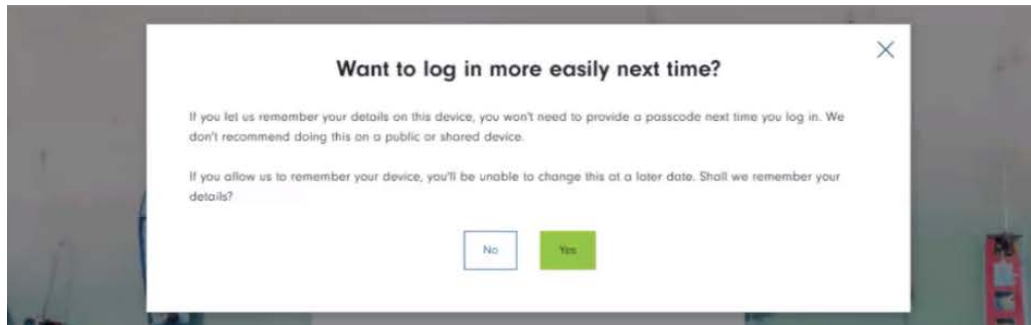 Want to log in more easily next time?
If you let us remember your details on this device, you won't need to provide a passcode next time you log in. We
don't recommend doing this on a public or shared device.
If you allow us to remember your device, you'll be unable to change this at a later date. Shall we remember your
details?
No
Yes